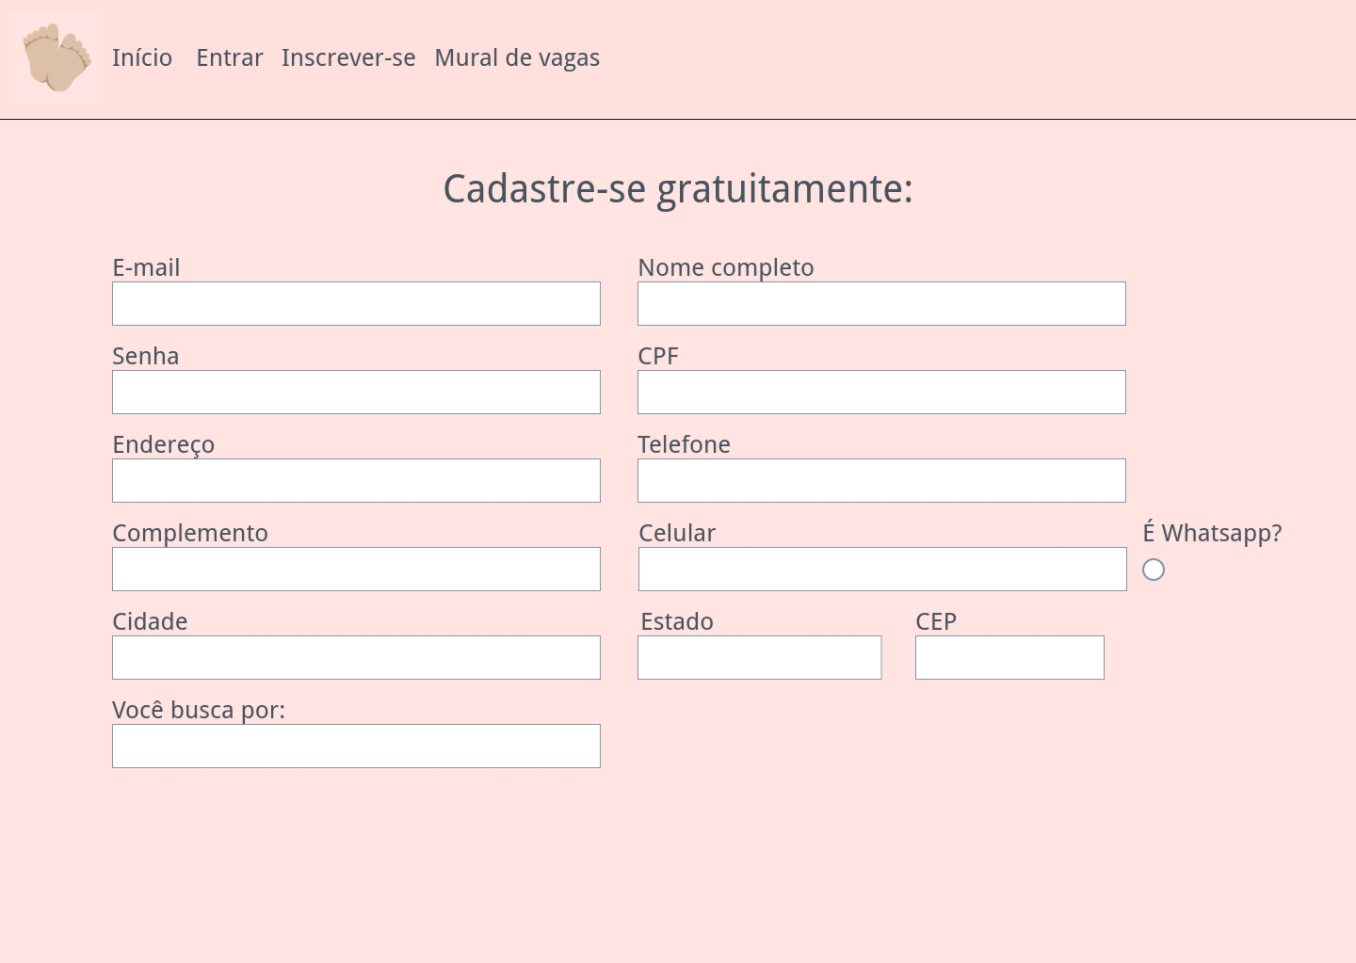 Início Entrar Inscrever-se Mural de vagas
Cadastre-se gratuitamente:
E-mail Nome completo
Senha CPF
Endereço Telefone
Complemento Celular É Whatsapp?
Cidade Estado CEP
Você busca por: